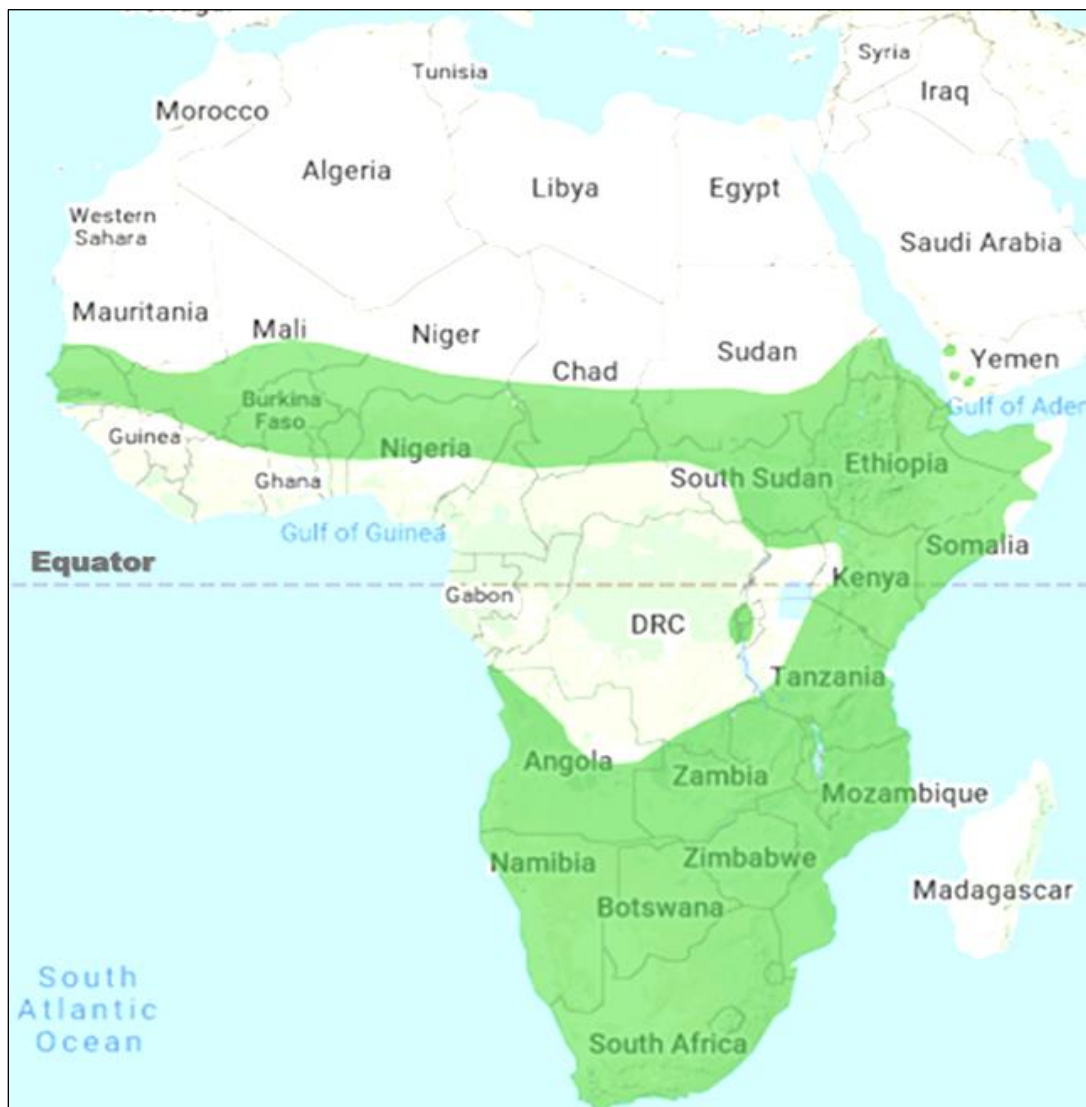 Tunisia
Syria
Iraq
Morocco
Algeria
Libya
Egypt
Western
Sahara
Saudi Arabia
Mauritania
Mali
Niger
Chad
Sudan
Yemen
Burkina
Faso
Gulf of Aden
Guinea
Nigeria
Ghana
South Sudan
Ethiopia
Gulf of Guinea
Somalia
Equator
Kenya
Gabon
DRC
Tanzania
Angola
Zambia
Mozambique
Namibia
Zimbabwe
Botswana
Madagascar
South
Atlantic
Ocean
South Africa